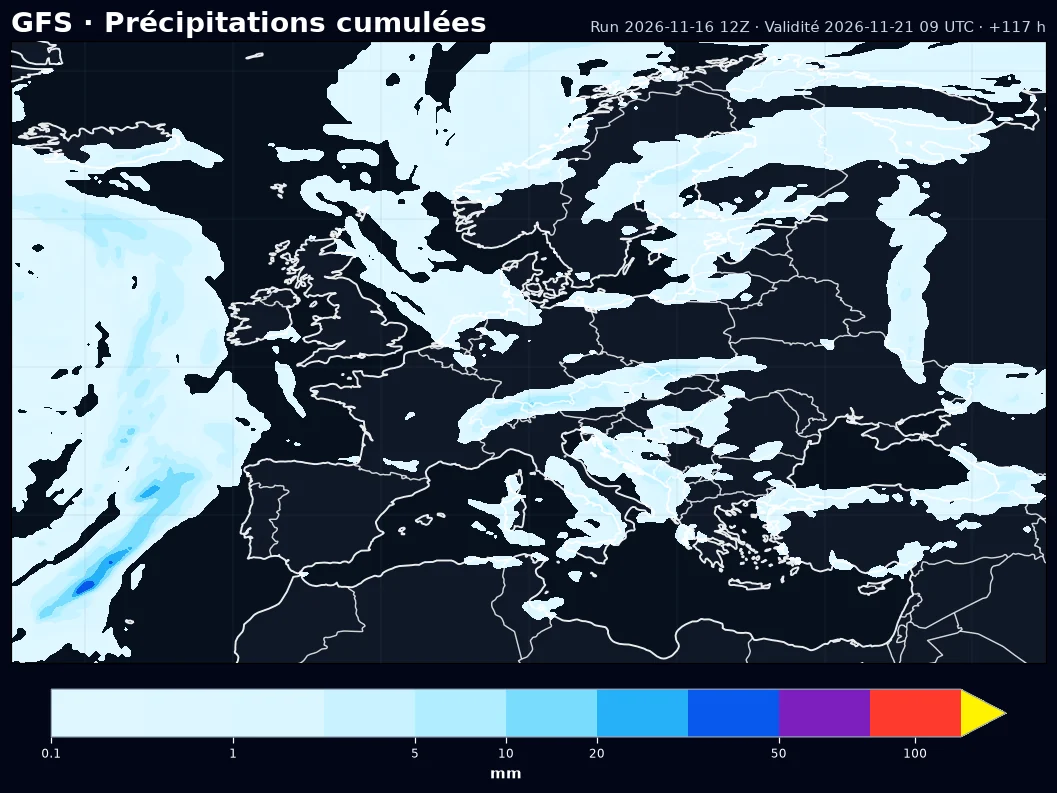 GFS · Précipitations cumulées
Run 2026-11-16 12Z · Validité 2026-11-21 09 UTC · +117 h
0.1 1 5 10 20 50 100
mm